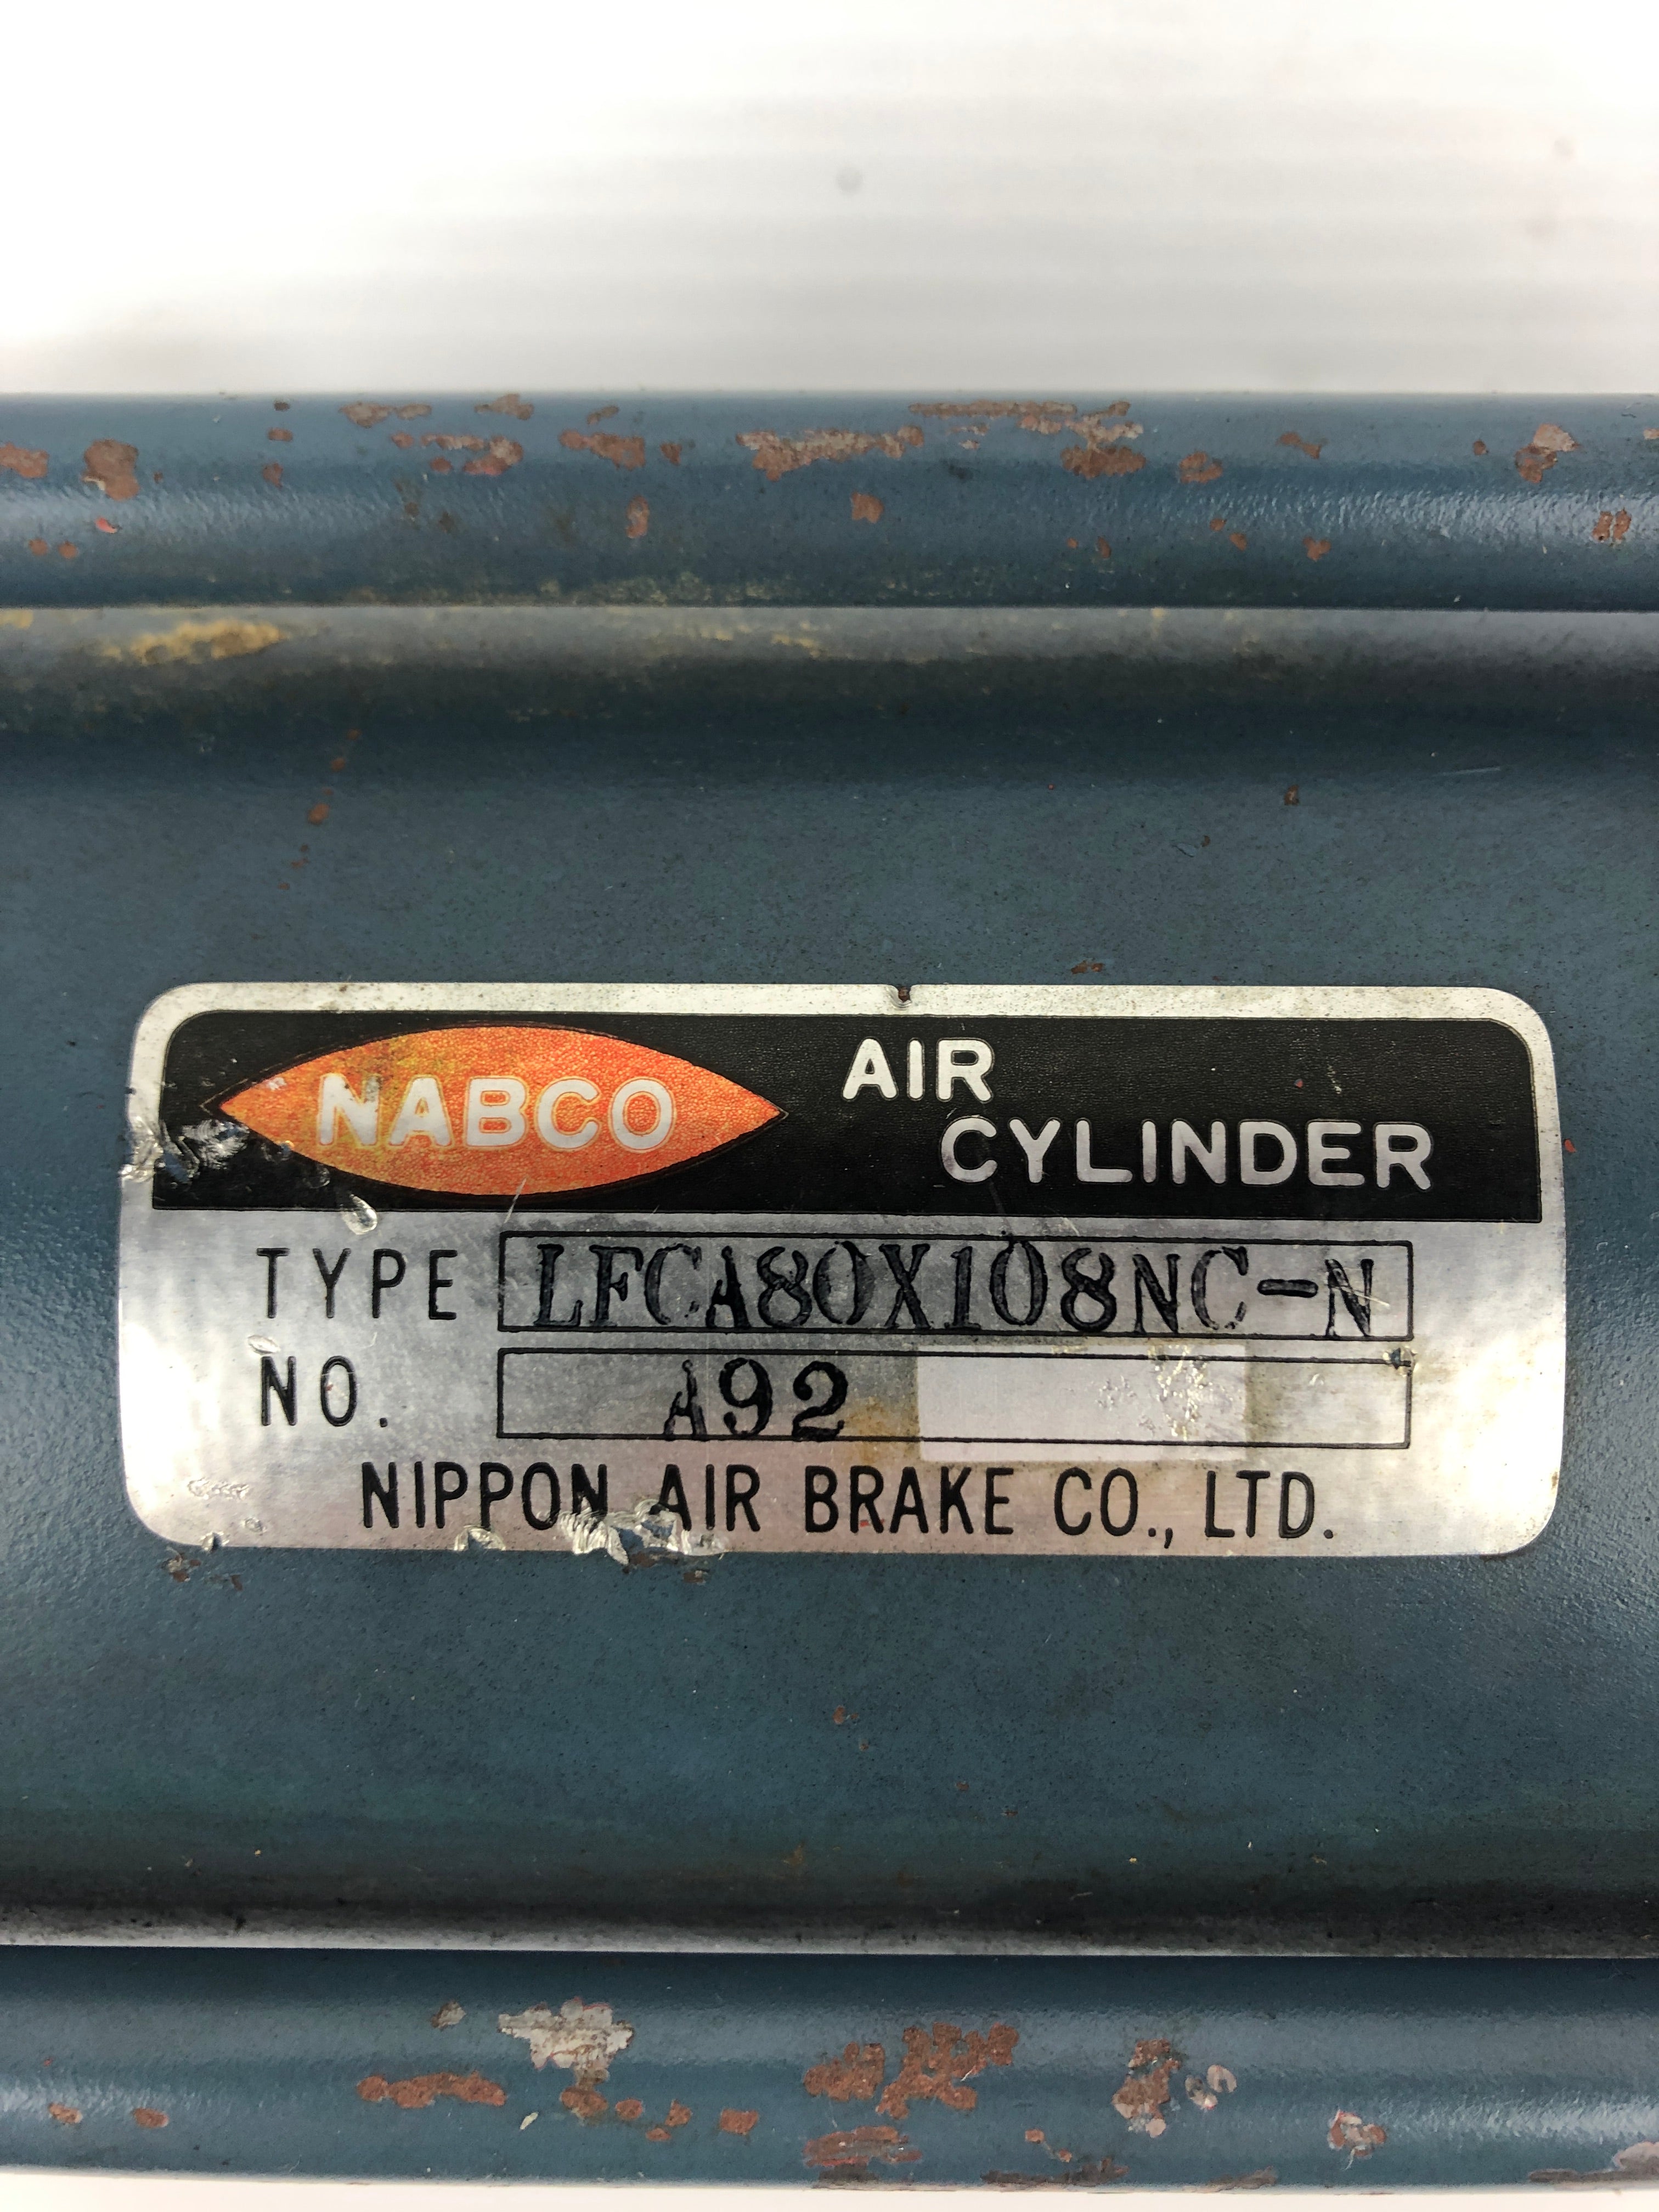 NABCO AIR
CYLINDER
TYPE LFCA80X108NC-N
NO. A92
NIPPON AIR BRAKE CO., LTD.